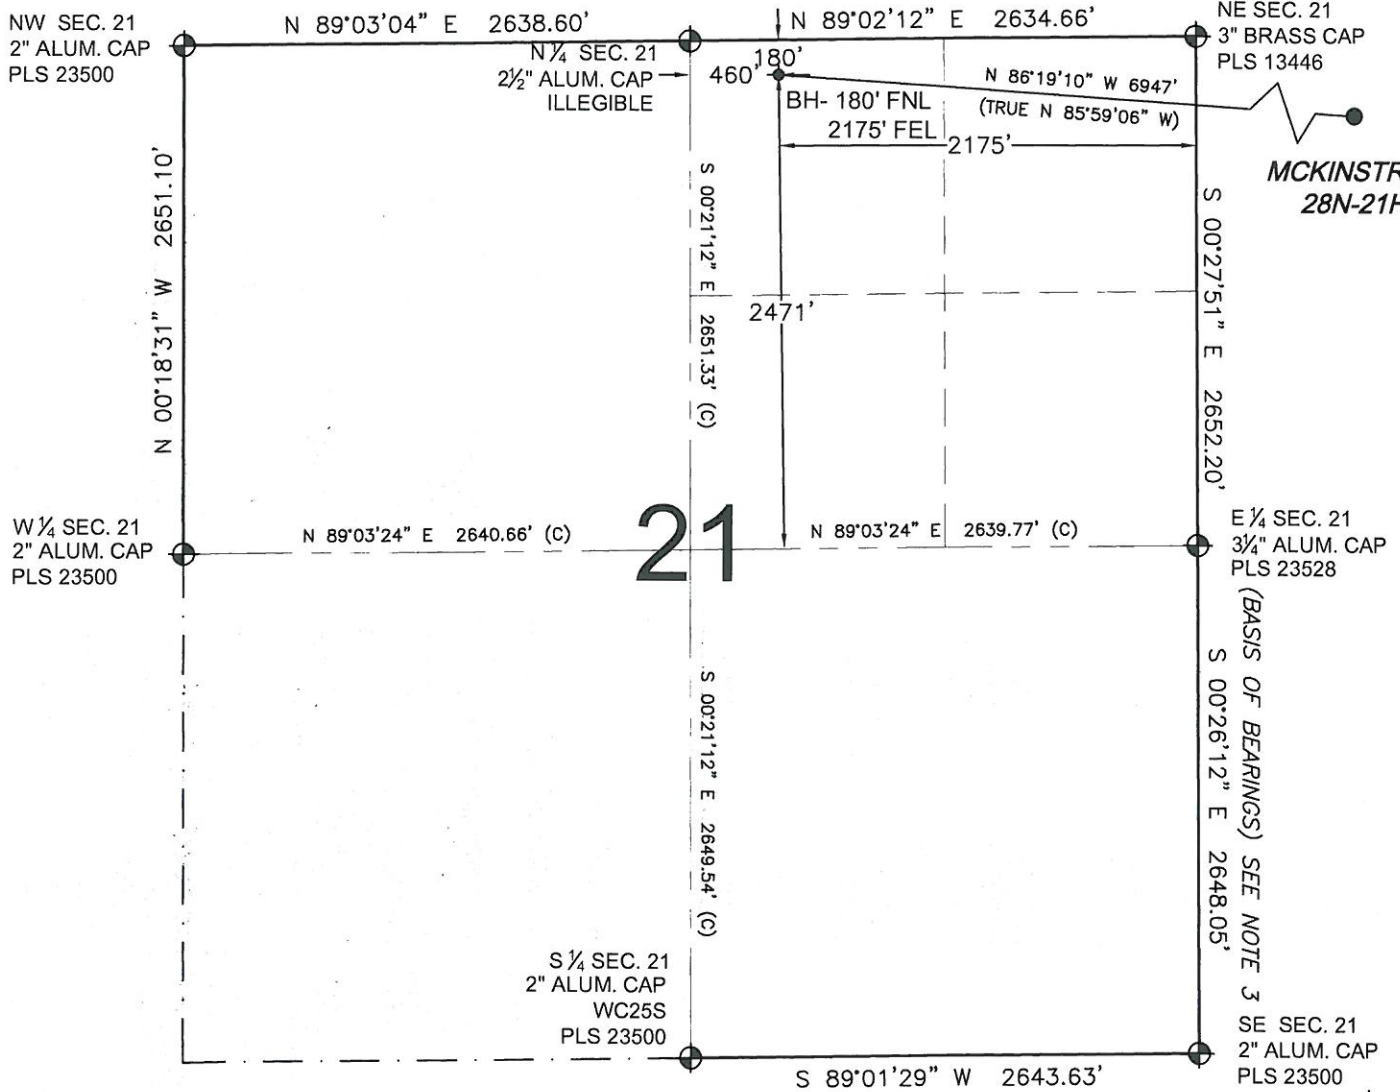 NW SEC. 21
2" ALUM. CAP
PLS 23500
N 89°03'04" E 2638.60'
N 89°02'12" E 2634.66'
NE SEC. 21
3" BRASS CAP
PLS 13446
N ¼ SEC. 21
2½" ALUM. CAP
ILLEGIBLE
460'
180'
BH- 180' FNL
2175' FEL
N 86°19'10" W 6947'
(TRUE N 85°59'06" W)
2175'
28N-21H
N 00°18'31" W 2651.10'
S 00°21'12" E 2651.33' (C)
2471'
S 00°27'51" E 2652.20'
W ¼ SEC. 21
2" ALUM. CAP
PLS 23500
N 89°03'24" E 2640.66' (C)
21
N 89°03'24" E 2639.77' (C)
E ¼ SEC. 21
3¼" ALUM. CAP
PLS 23528
S 00°21'12" E 2649.54' (C)
S 00°26'12" E 2648.05'
(BASIS OF BEARINGS) SEE NOTE 3
S ¼ SEC. 21
2" ALUM. CAP
WC25S
PLS 23500
SE SEC. 21
2" ALUM. CAP
PLS 23500
S 89°01'29" W 2643.63'